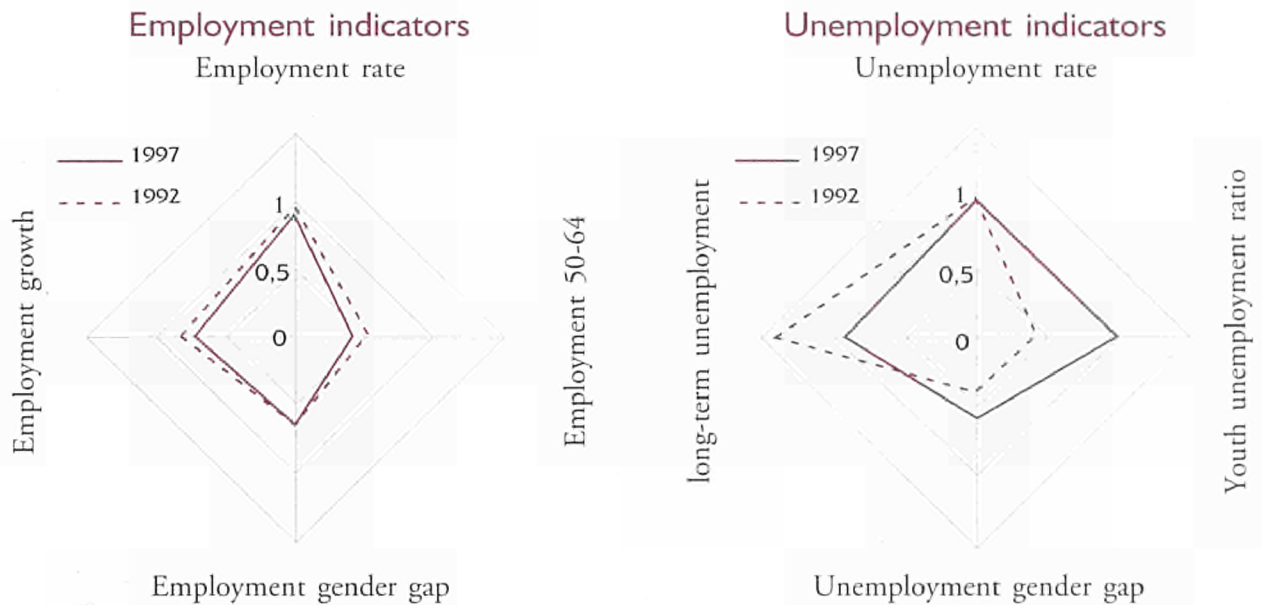 Employment indicators
Employment rate
1997
1992
1
0,5
0
Employment growth
Employment 50-64
Employment gender gap
Unemployment indicators
Unemployment rate
1997
1992
1
0,5
0
long-term unemployment
Youth unemployment ratio
Unemployment gender gap